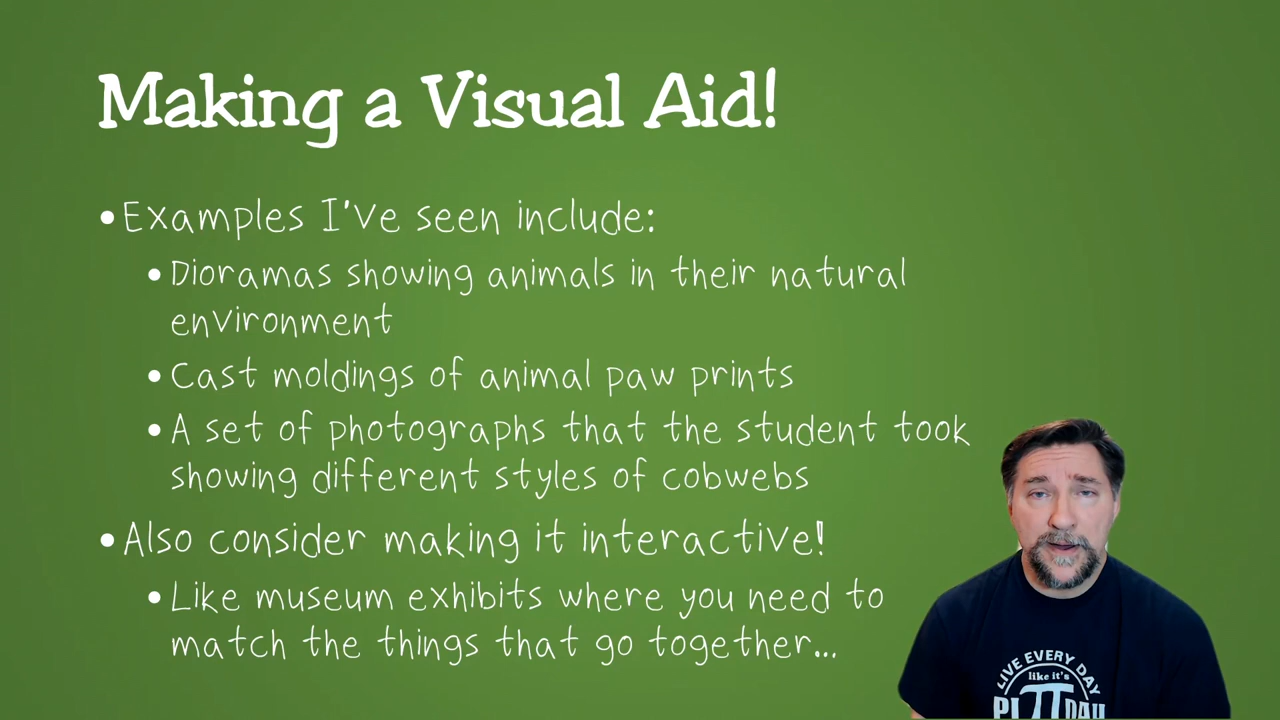 Making a Visual Aid!
• Examples I've seen include:
• Dioramas showing animals in their natural
environment
• Cast moldings of animal paw prints
• A set of photographs that the student took
showing different styles of cobwebs
• Also consider making it interactive!
• Like museum exhibits where you need to
match the things that go together...
LIVE EVERY DAY
like it's
PI DAY